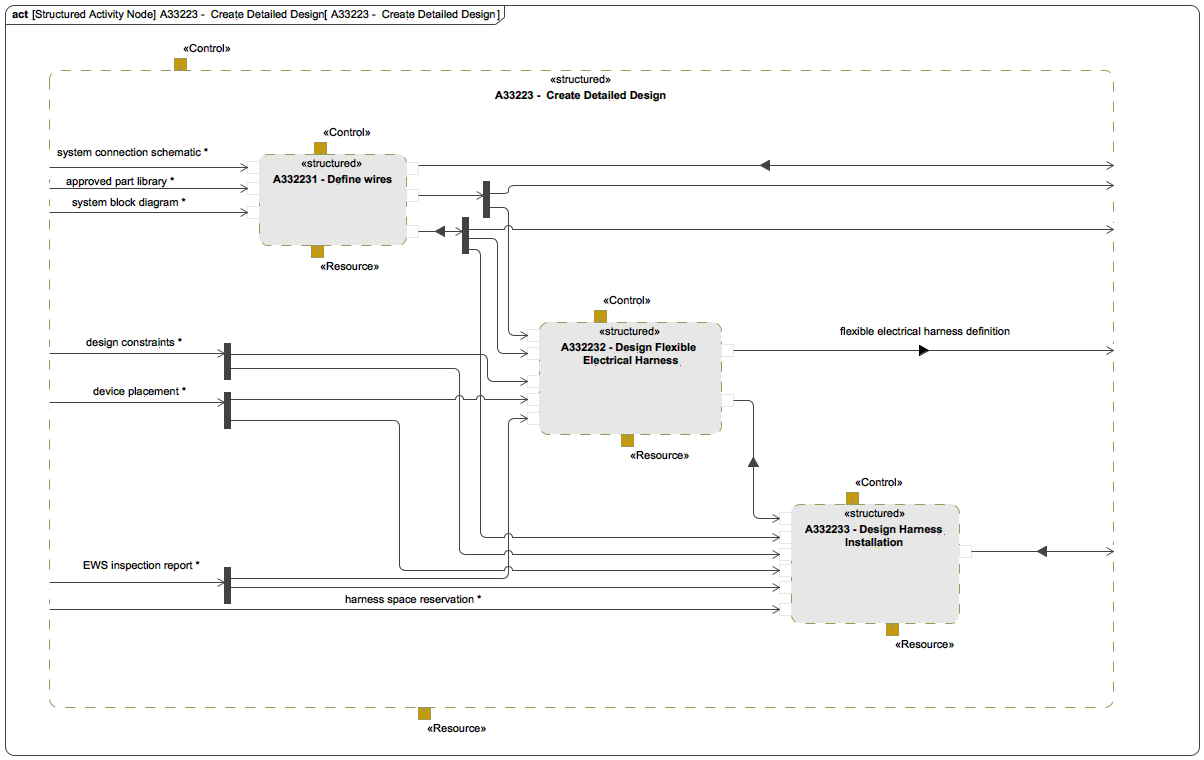 act [Structured Activity Node] A33223 - Create Detailed Design[ A33223 - Create Detailed Design]
«Control»
«structured»
A33223 - Create Detailed Design
«Control»
system connection schematic *
«structured»
approved part library *
A332231 - Define wires
system block diagram *
«Resource»
«Control»
«structured»
flexible electrical harness definition
design constraints *
A332232 - Design Flexible
Electrical Harness
device placement *
«Resource»
«Control»
«structured»
A332233 - Design Harness
Installation
EWS inspection report *
harness space reservation *
«Resource»
«Resource»